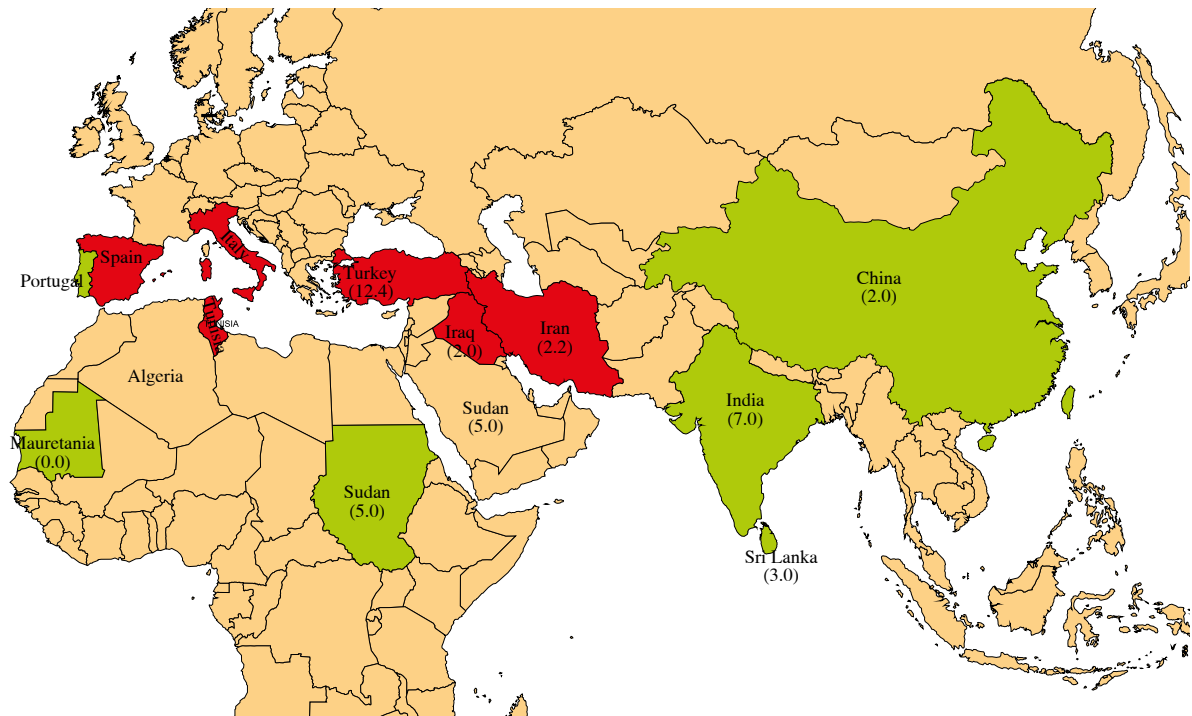 Italy
Spain
Portugal
Turkey
(12.4)
Tunisia
TUNISIA
Iraq
(2.0)
Iran
(2.2)
China
(2.0)
Algeria
Sudan
(5.0)
India
(7.0)
Mauretania
(0.0)
Sudan
(5.0)
Sri Lanka
(3.0)